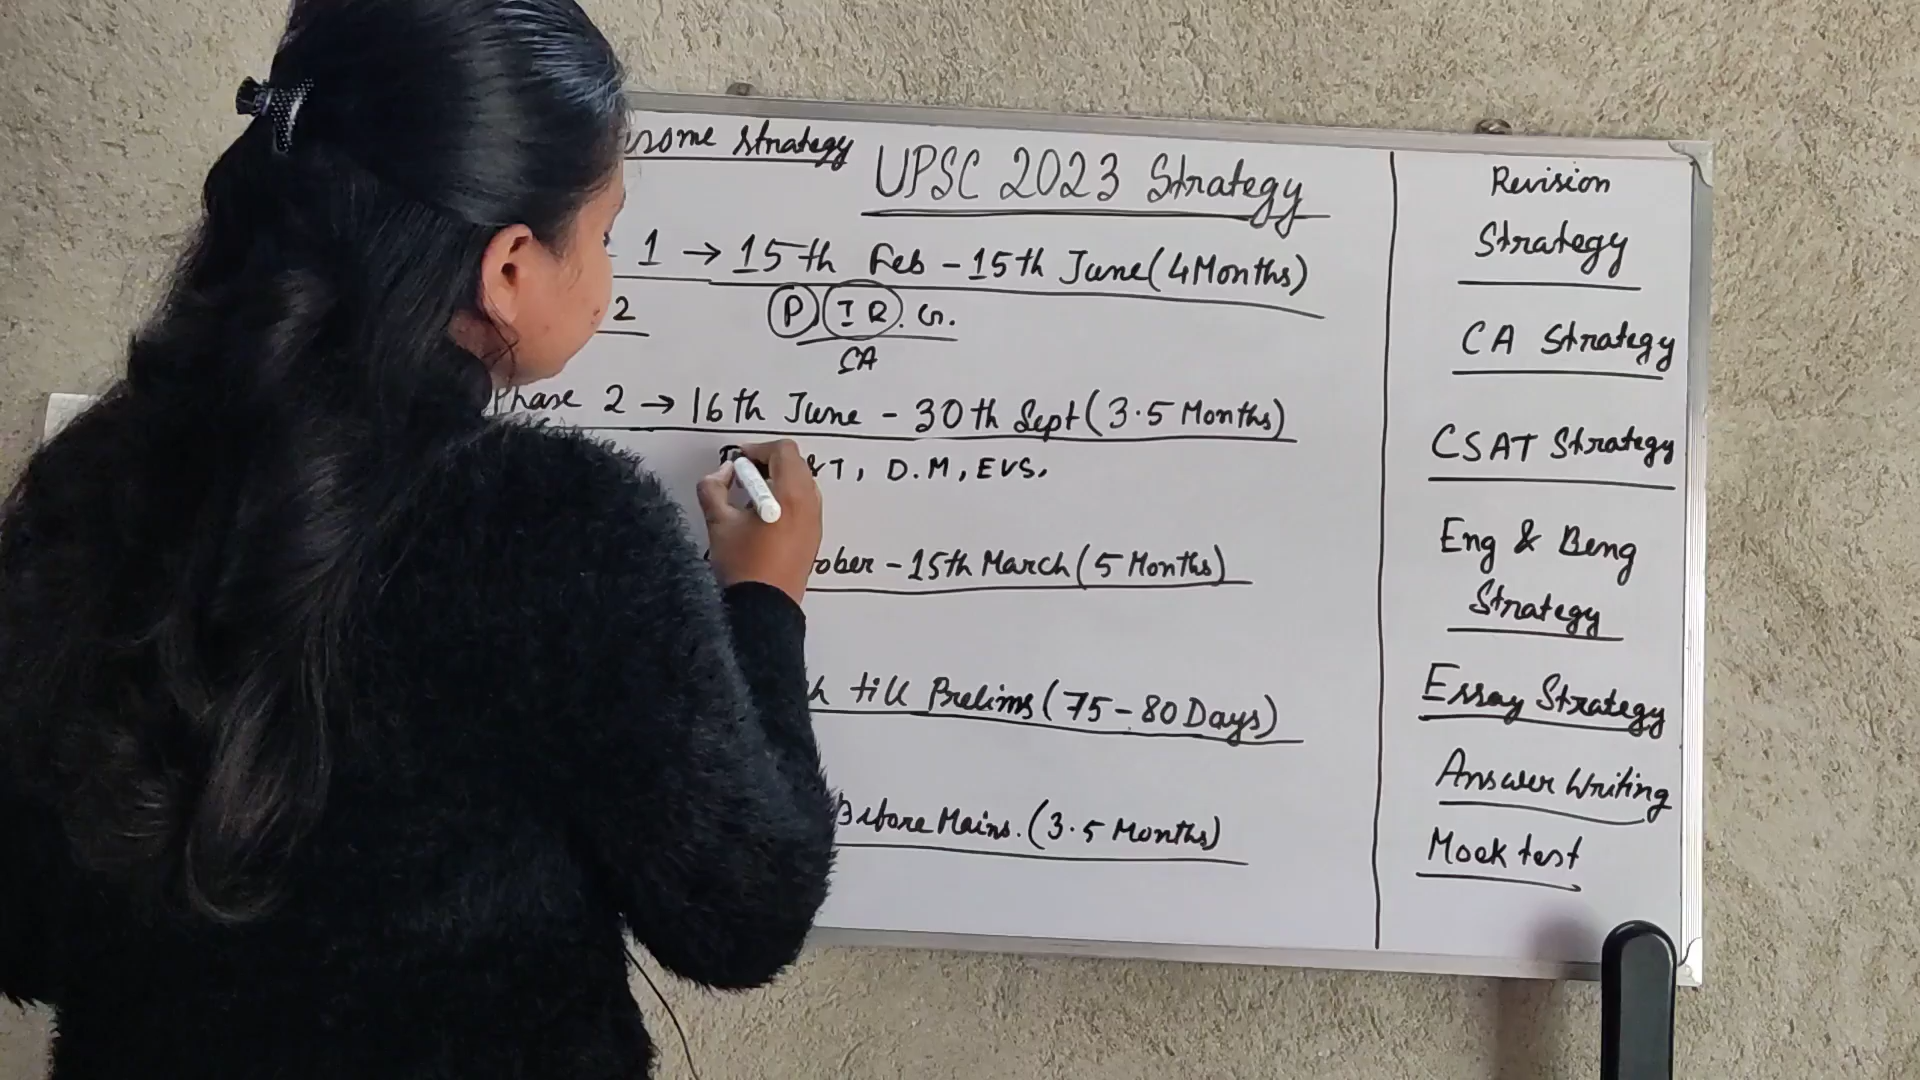 some strategy
UPSC 2023 Strategy
1 → 15th Feb - 15th June (4 Months)
2
P I R. G.
CA
Phase 2 → 16th June - 30th Sept (3.5 Months)
&T, D.M, EVS.
ober - 15th March (5 Months)
h till Prelims (75-80 Days)
Before Mains. (3.5 Months)
Revision
Strategy
CA Strategy
CSAT Strategy
Eng & Beng
Strategy
Essay Strategy
Answer Writing
Mock test